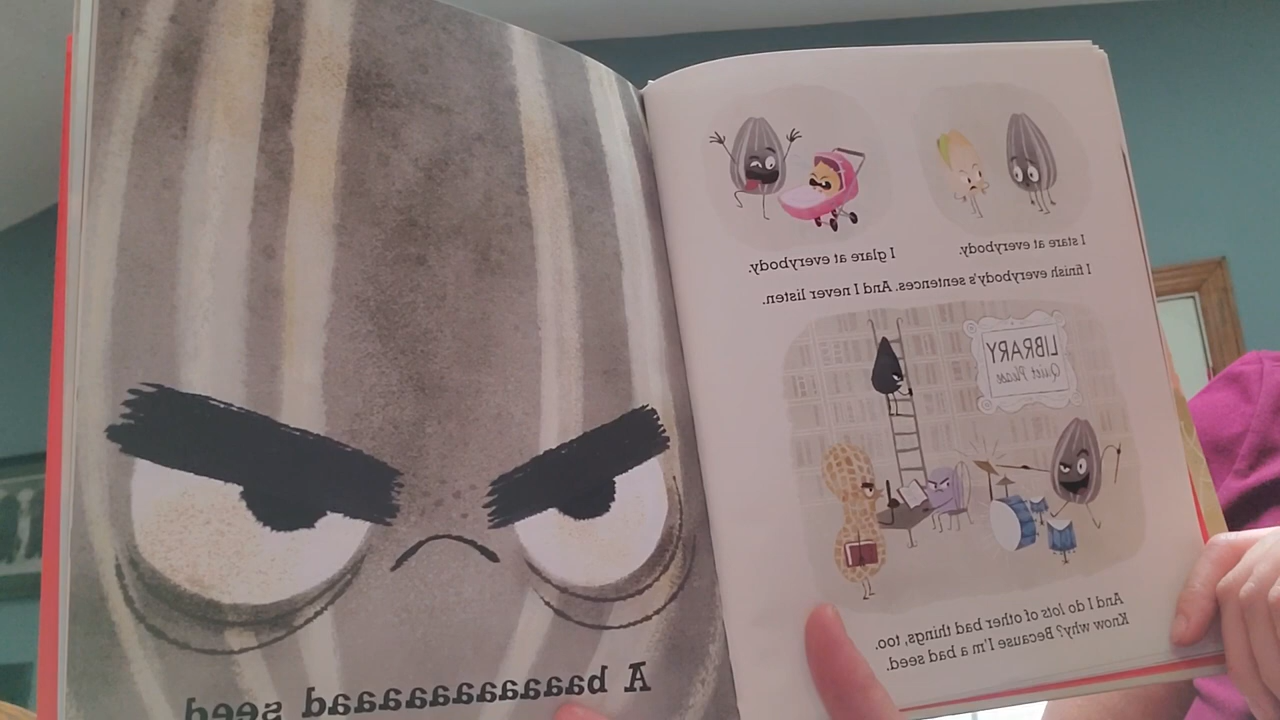 I stare at everybody.
I glare at everybody.
I finish everybody's sentences. And I never listen.
LIBRARY
Quiet Please
And I do lots of other bad things, too.
Know why? Because I'm a bad seed.
A baaaaaaaaaad seed